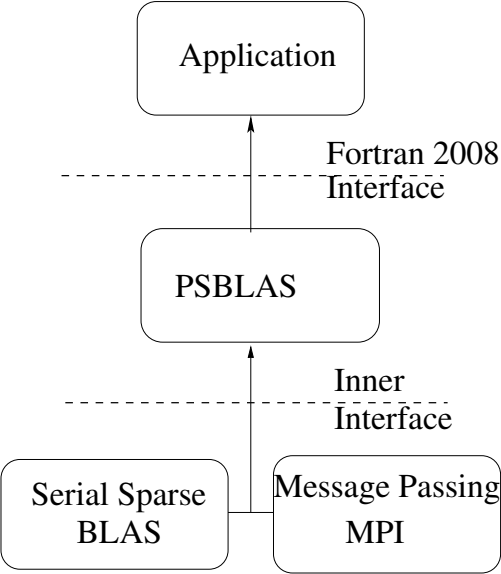 Application
Fortran 2008
Interface
PSBLAS
Inner
Interface
Serial Sparse
BLAS
Message Passing
MPI